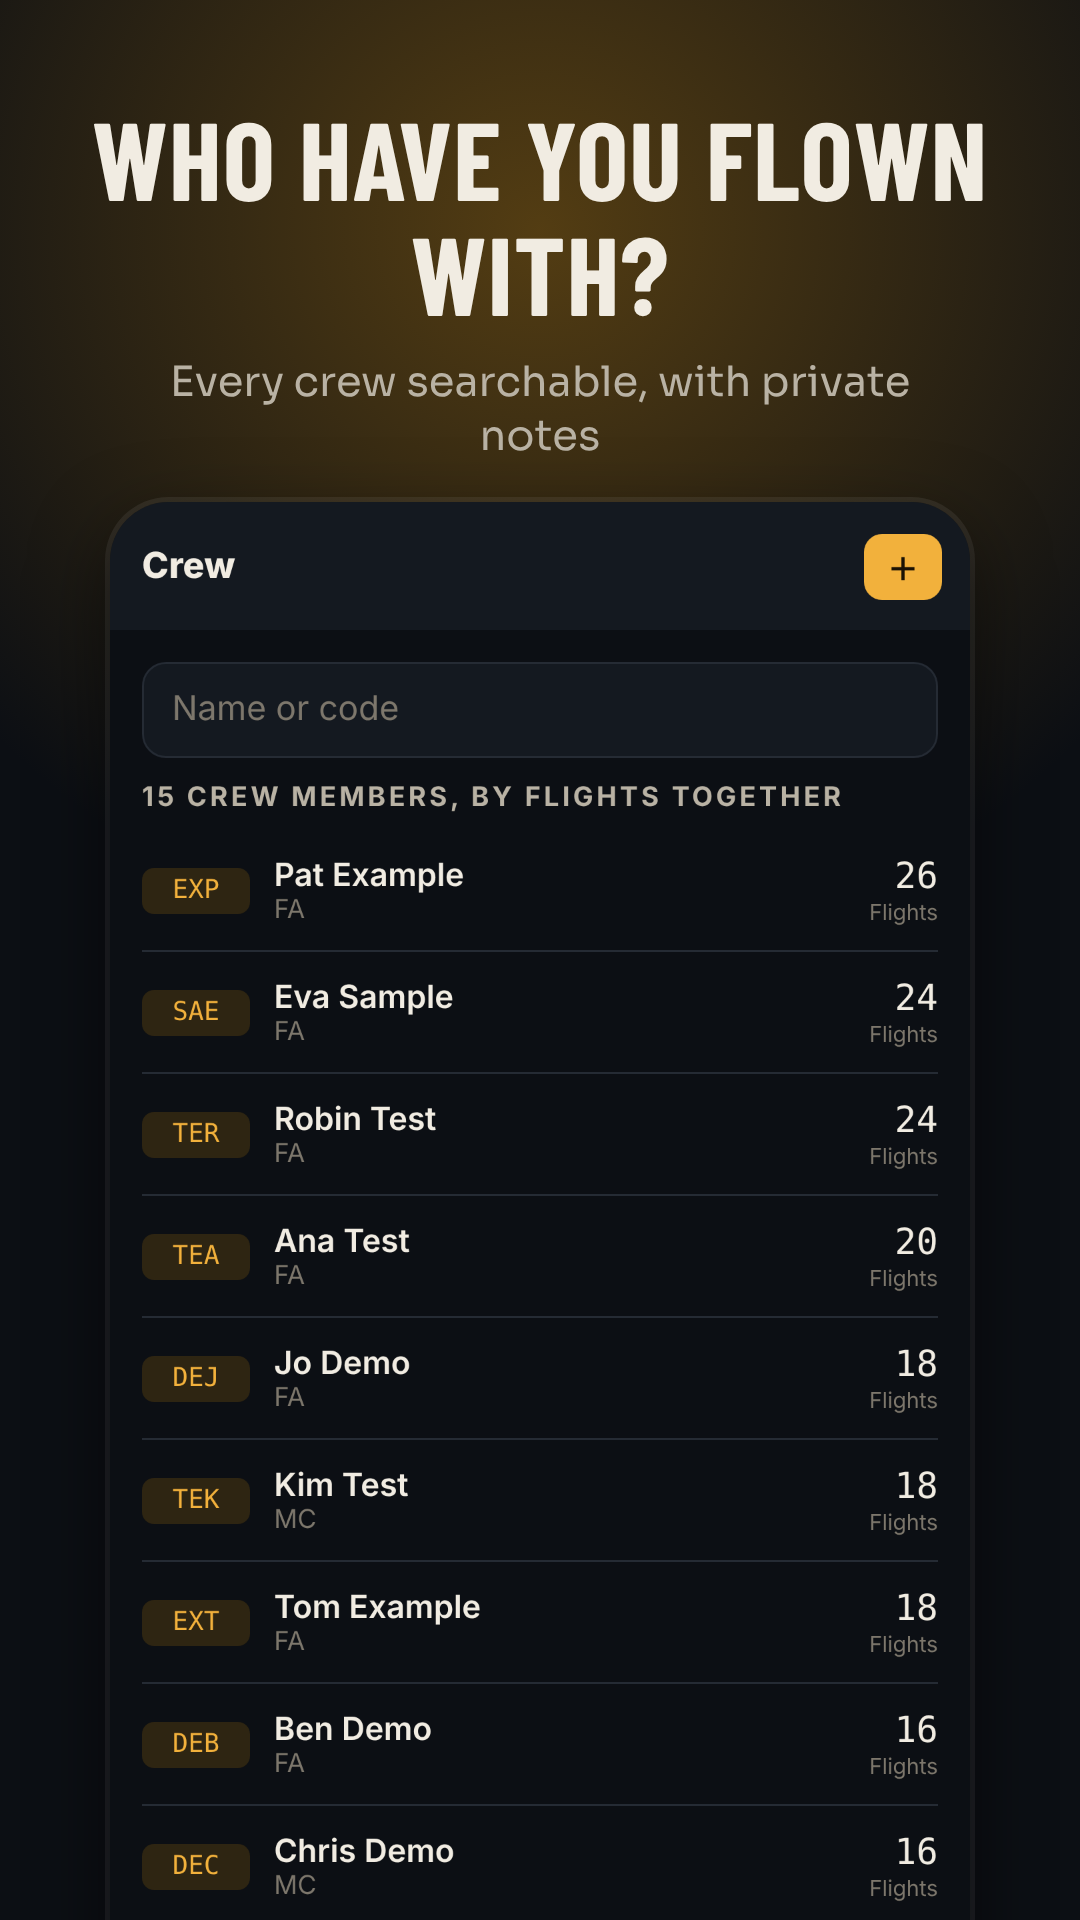 WHO HAVE YOU FLOWN
WITH?
Every crew searchable, with private
notes
Crew
+
Name or code
15 CREW MEMBERS, BY FLIGHTS TOGETHER
EXP Pat Example 26
FA Flights
SAE Eva Sample 24
FA Flights
TER Robin Test 24
FA Flights
TEA Ana Test 20
FA Flights
DEJ Jo Demo 18
FA Flights
TEK Kim Test 18
MC Flights
EXT Tom Example 18
FA Flights
DEB Ben Demo 16
FA Flights
DEC Chris Demo 16
MC Flights